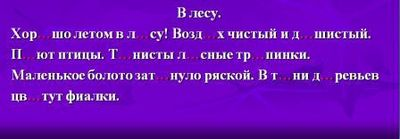 В лесу.
Хор…шо летом в л…су! Возд…х чистый и д…шистый.
П…ют птицы. Т…нисты л…сные тр…пинки.
Маленькое болото зат…нуло ряской. В т…ни д…ревьев
цв…тут фиалки.